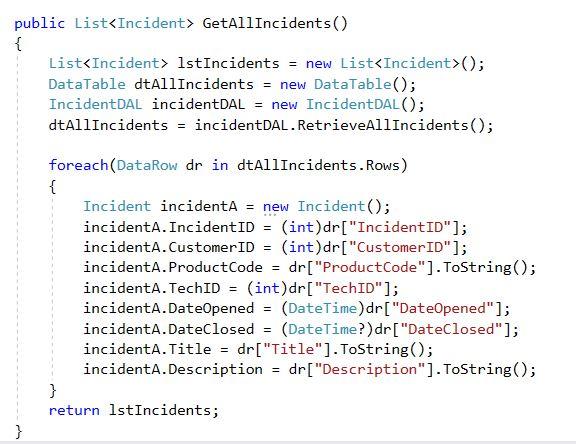 public List<Incident> GetAllIncidents()
{
    List<Incident> lstIncidents = new List<Incident>();
    DataTable dtAllIncidents = new DataTable();
    IncidentDAL incidentDAL = new IncidentDAL();
    dtAllIncidents = incidentDAL.RetrieveAllIncidents();

    foreach(DataRow dr in dtAllIncidents.Rows)
    {
        Incident incidentA = new Incident();
        incidentA.IncidentID = (int)dr["IncidentID"];
        incidentA.CustomerID = (int)dr["CustomerID"];
        incidentA.ProductCode = dr["ProductCode"].ToString();
        incidentA.TechID = (int)dr["TechID"];
        incidentA.DateOpened = (DateTime)dr["DateOpened"];
        incidentA.DateClosed = (DateTime?)dr["DateClosed"];
        incidentA.Title = dr["Title"].ToString();
        incidentA.Description = dr["Description"].ToString();
    }
    return lstIncidents;
}